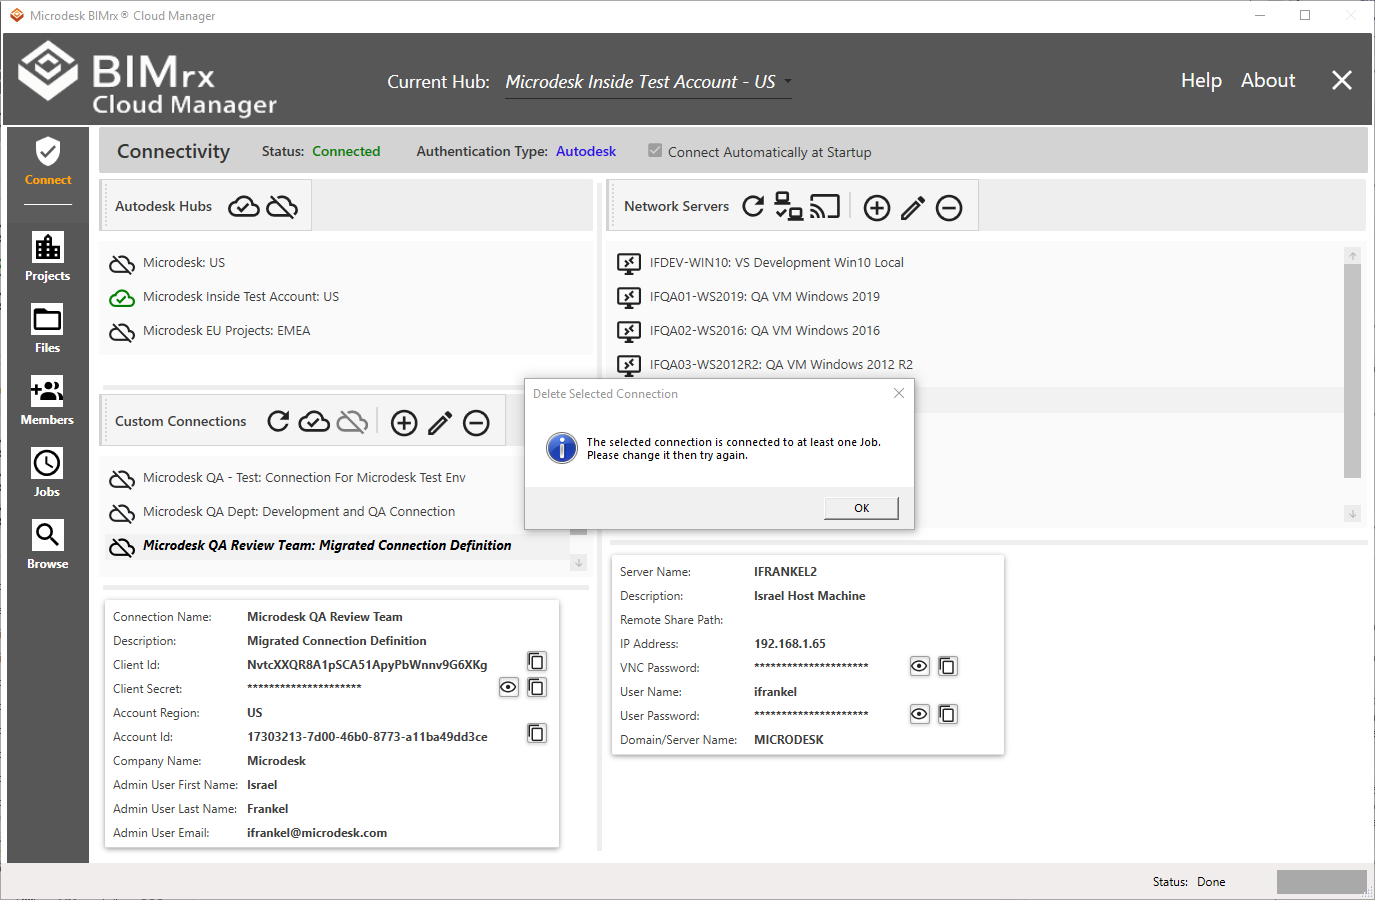 Microdesk BIMrx® Cloud Manager
BIMrx
Cloud Manager
Current Hub: Microdesk Inside Test Account - US
Help About
Connect
Projects
Files
Members
Jobs
Browse
Connectivity Status: Connected Authentication Type: Autodesk Connect Automatically at Startup
Autodesk Hubs
Microdesk: US
Microdesk Inside Test Account: US
Microdesk EU Projects: EMEA
Custom Connections
Microdesk QA - Test: Connection For Microdesk Test Env
Microdesk QA Dept: Development and QA Connection
Microdesk QA Review Team: Migrated Connection Definition
Connection Name: Microdesk QA Review Team
Description: Migrated Connection Definition
Client Id: NvtcXXQR8A1pSCA51ApyPbWnnv9G6XKg
Client Secret: *********************
Account Region: US
Account Id: 17303213-7d00-46b0-8773-a11ba49dd3ce
Company Name: Microdesk
Admin User First Name: Israel
Admin User Last Name: Frankel
Admin User Email: ifrankel@microdesk.com
Network Servers
IFDEV-WIN10: VS Development Win10 Local
IFQA01-WS2019: QA VM Windows 2019
IFQA02-WS2016: QA VM Windows 2016
IFQA03-WS2012R2: QA VM Windows 2012 R2
Delete Selected Connection
The selected connection is connected to at least one Job.
Please change it then try again.
OK
Server Name: IFRANKEL2
Description: Israel Host Machine
Remote Share Path:
IP Address: 192.168.1.65
VNC Password: *********************
User Name: ifrankel
User Password: *********************
Domain/Server Name: MICRODESK
Status: Done